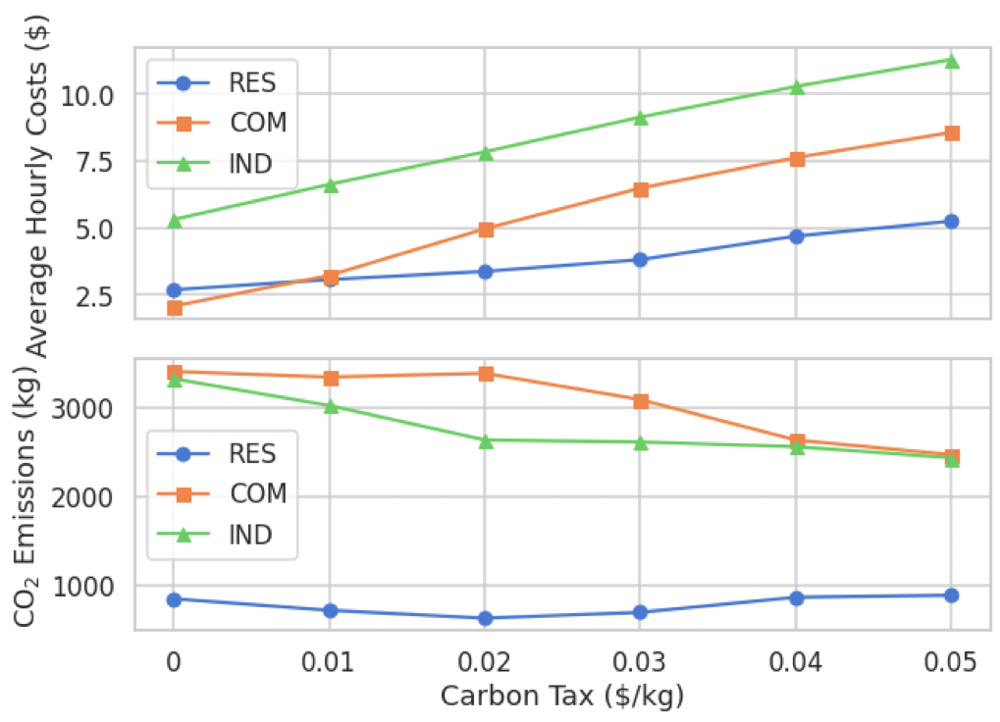 Average Hourly Costs ($)
10.0
7.5
5.0
2.5
RES
COM
IND
CO₂ Emissions (kg)
3000
2000
1000
RES
COM
IND
0 0.01 0.02 0.03 0.04 0.05
Carbon Tax ($/kg)